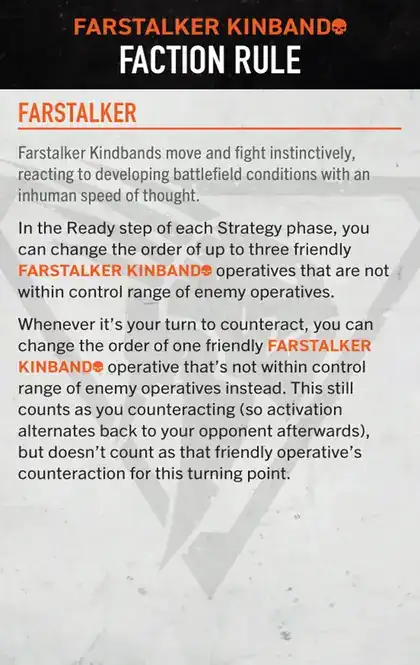 FARSTALKER KINBAND
FACTION RULE
FARSTALKER
Farstalker Kindbands move and fight instinctively,
reacting to developing battlefield conditions with an
inhuman speed of thought.
In the Ready step of each Strategy phase, you
can change the order of up to three friendly
FARSTALKER KINBAND operatives that are not
within control range of enemy operatives.
Whenever it's your turn to counteract, you can
change the order of one friendly FARSTALKER
KINBAND operative that's not within control
range of enemy operatives instead. This still
counts as you counteracting (so activation
alternates back to your opponent afterwards),
but doesn't count as that friendly operative's
counteraction for this turning point.